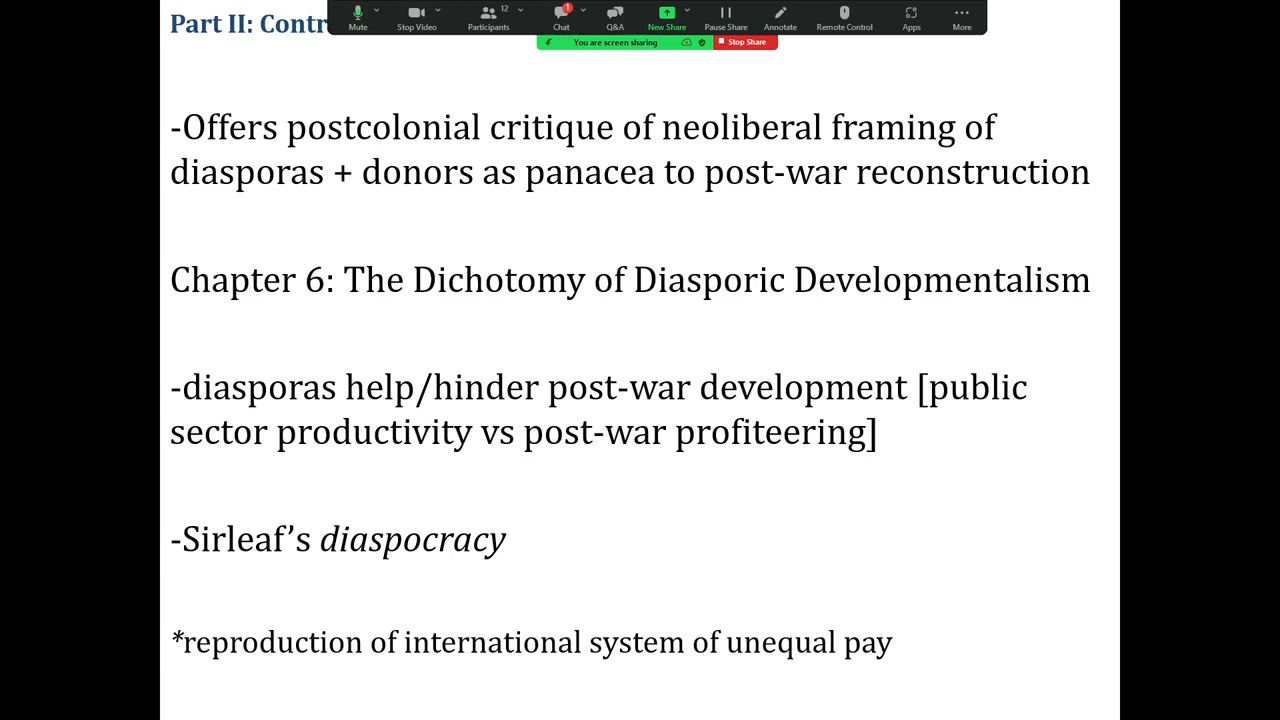 Part II: Contr
Mute
Stop Video
12
Participants
1
Chat
Q&A
New Share
Pause Share
Annotate
Remote Control
Apps
More
You are screen sharing
Stop Share
-Offers postcolonial critique of neoliberal framing of
diasporas + donors as panacea to post-war reconstruction
Chapter 6: The Dichotomy of Diasporic Developmentalism
-diasporas help/hinder post-war development [public
sector productivity vs post-war profiteering]
-Sirleaf’s diaspocracy
*reproduction of international system of unequal pay